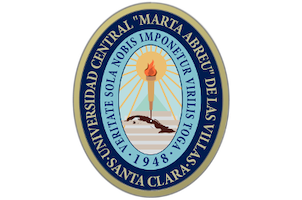 ·UNIVERSIDAD CENTRAL "MARTA ABREU" DE LAS VILLAS·
SANTA CLARA
VERITATE SOLA NOBIS IMPONETUR VIRILIS TOGA
·1948·